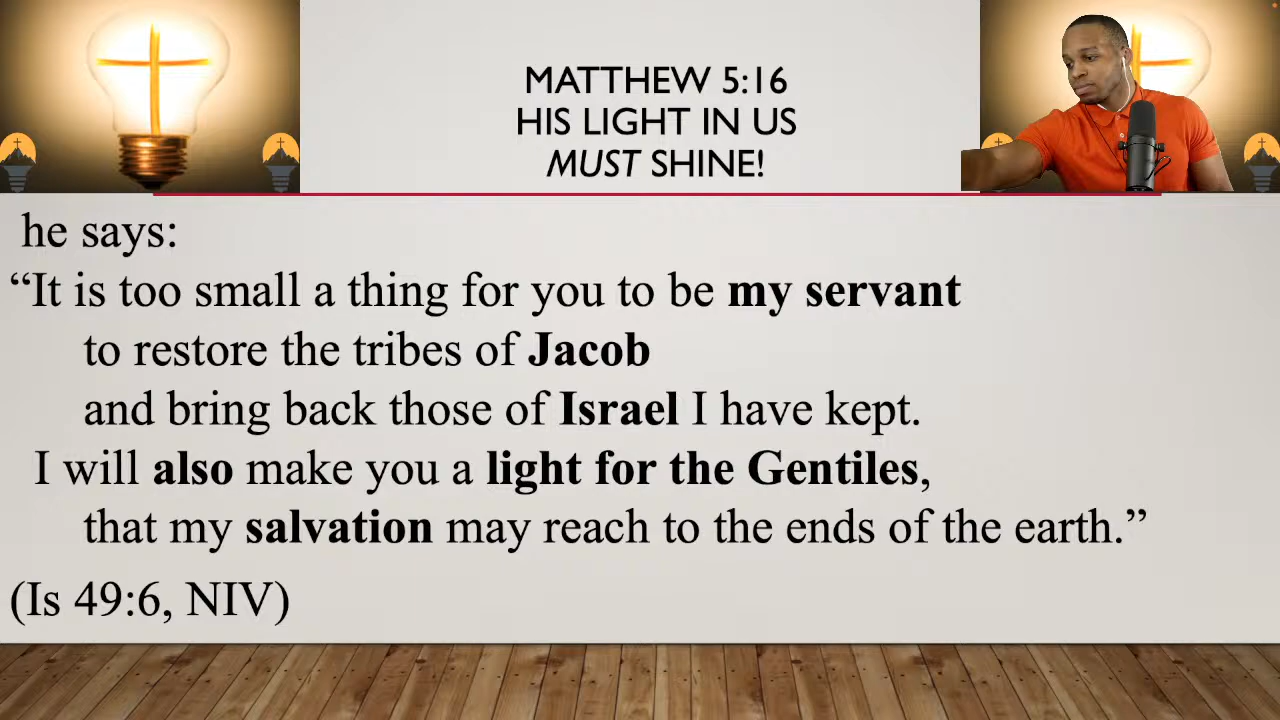 MATTHEW 5:16
HIS LIGHT IN US
MUST SHINE!
he says:
“It is too small a thing for you to be my servant
to restore the tribes of Jacob
and bring back those of Israel I have kept.
I will also make you a light for the Gentiles,
that my salvation may reach to the ends of the earth.”
(Is 49:6, NIV)